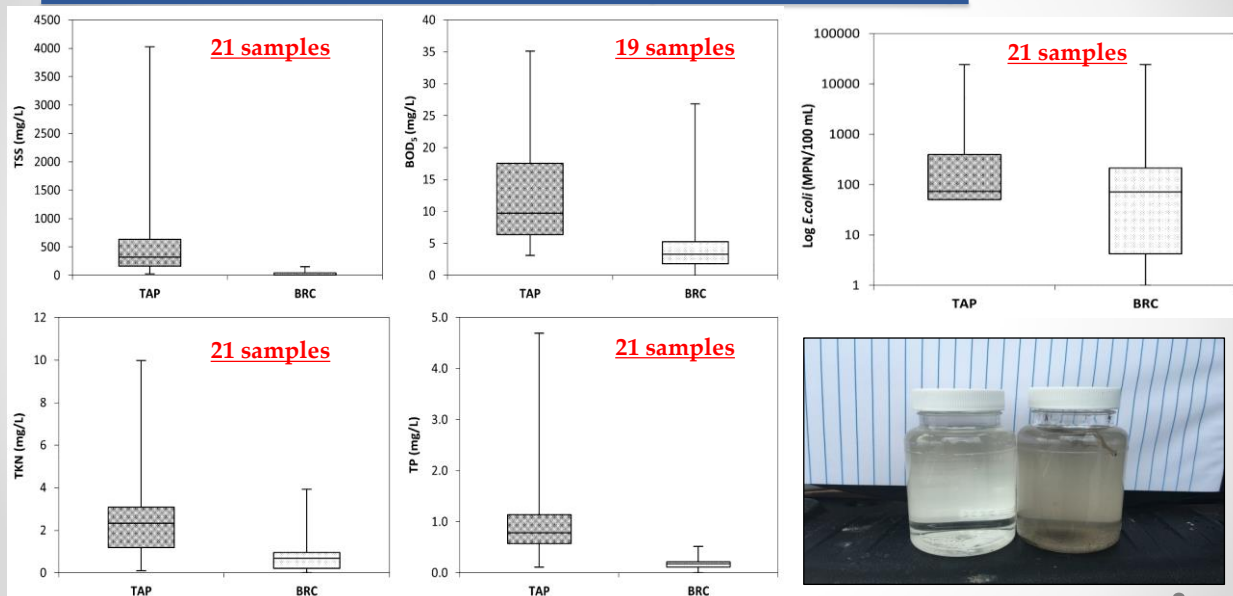 TSS (mg/L)
4500
4000
3500
3000
2500
2000
1500
1000
500
0
21 samples
TAP
BRC
BOD₅ (mg/L)
40
35
30
25
20
15
10
5
0
19 samples
TAP
BRC
Log E.coli (MPN/100 mL)
100000
10000
1000
100
10
1
21 samples
TAP
BRC
TKN (mg/L)
12
10
8
6
4
2
0
21 samples
TAP
BRC
TP (mg/L)
5.0
4.0
3.0
2.0
1.0
0.0
21 samples
TAP
BRC